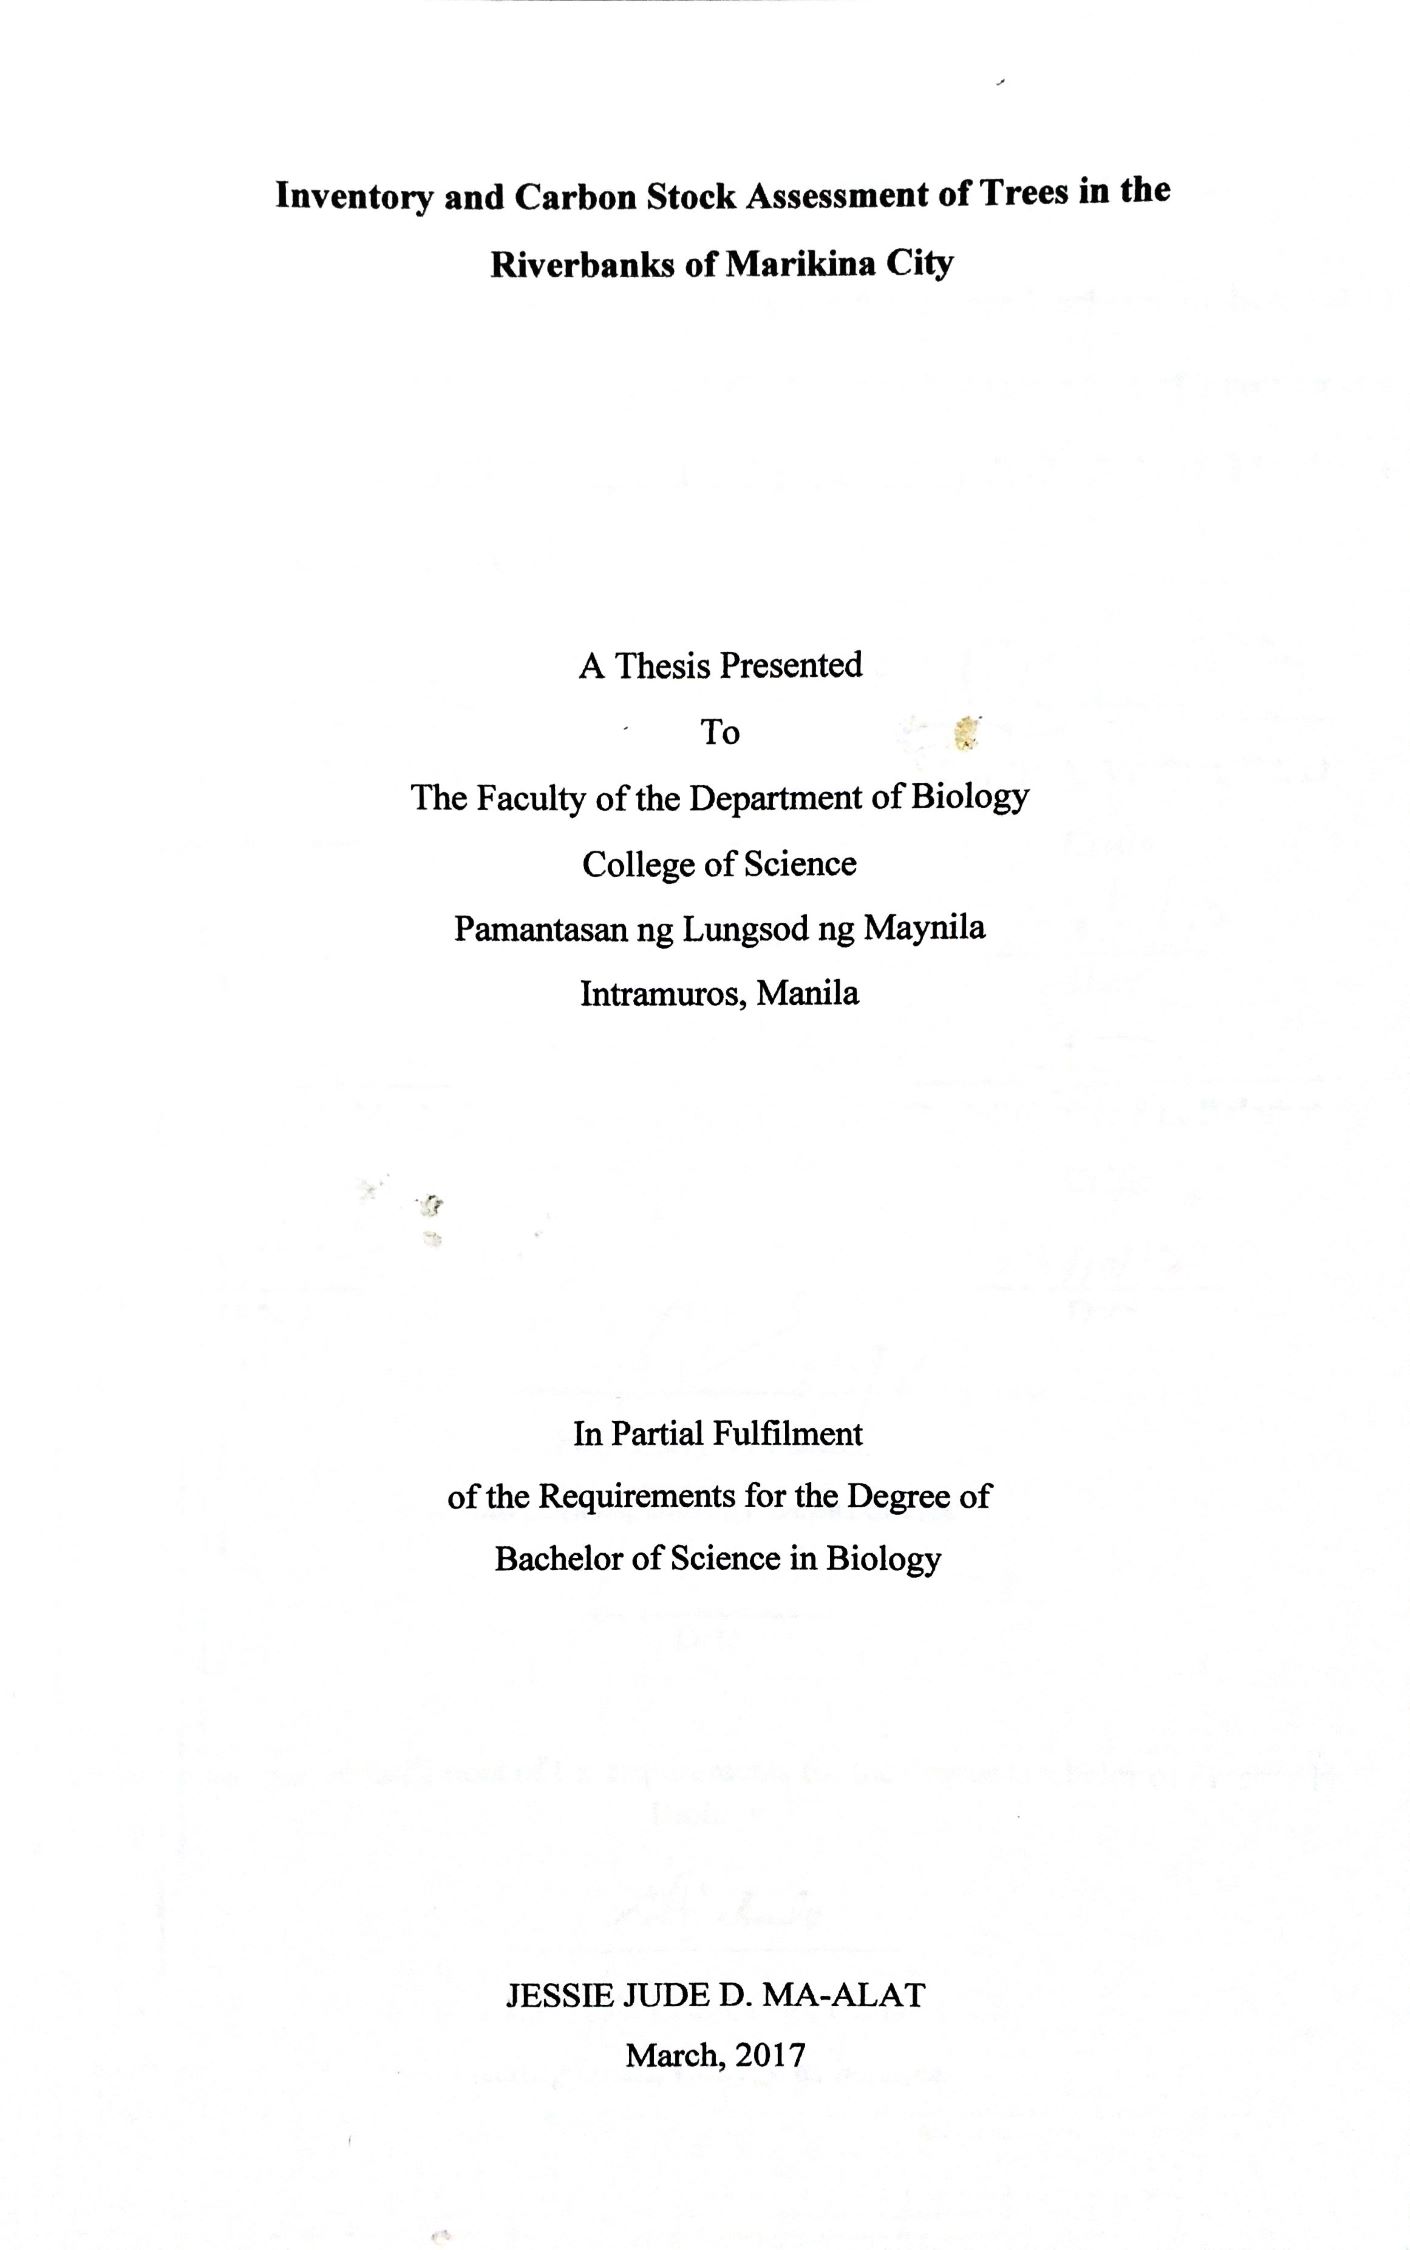 Inventory and Carbon Stock Assessment of Trees in the
Riverbanks of Marikina City
A Thesis Presented
To
The Faculty of the Department of Biology
College of Science
Pamantasan ng Lungsod ng Maynila
Intramuros, Manila
In Partial Fulfilment
of the Requirements for the Degree of
Bachelor of Science in Biology
JESSIE JUDE D. MA-ALAT
March, 2017